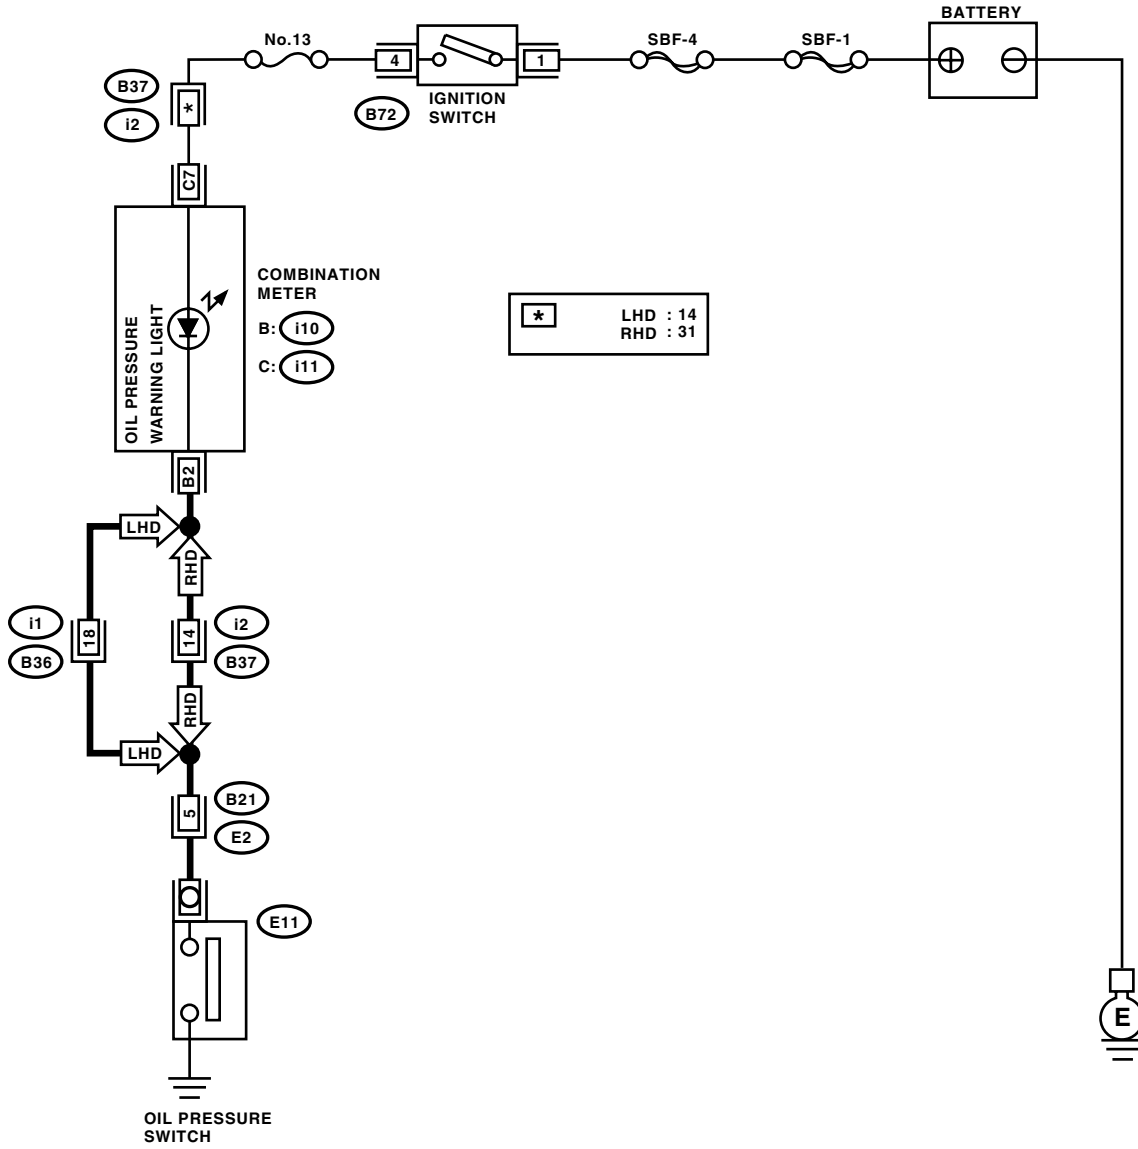 BATTERY
No.13
SBF-4
SBF-1
4
1
B37
i2
*
B72
IGNITION
SWITCH
C7
OIL PRESSURE
WARNING LIGHT
COMBINATION
METER
B: i10
C: i11
* LHD : 14
RHD : 31
B2
LHD
RHD
i1
B36
18
14
i2
B37
RHD
LHD
5
B21
E2
E11
E
OIL PRESSURE
SWITCH